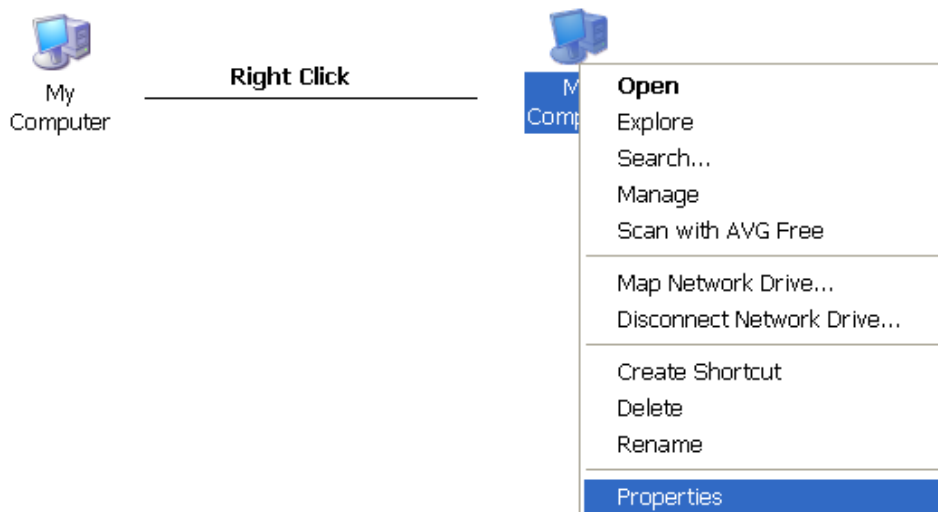 My
Computer
Right Click
M
Comp
Open
Explore
Search...
Manage
Scan with AVG Free
Map Network Drive...
Disconnect Network Drive...
Create Shortcut
Delete
Rename
Properties